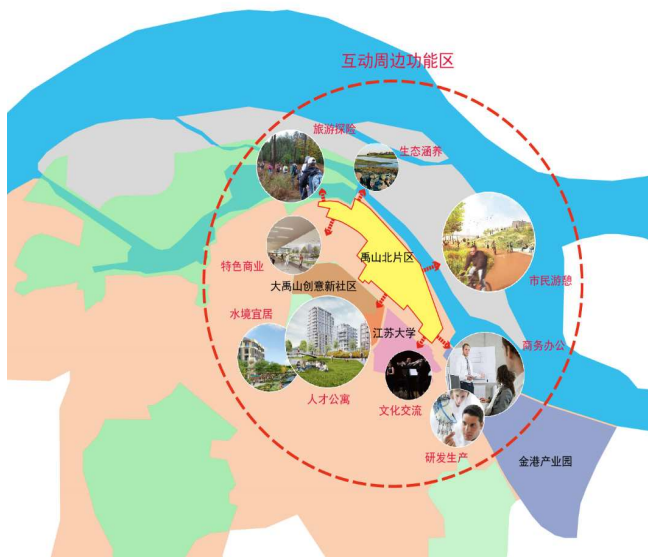 互动周边功能区
旅游探险
生态涵养
特色商业
禹山北片区
市民游憩
大禹山创意新社区
水境宜居
江苏大学
商务办公
人才公寓
文化交流
研发生产
金港产业园